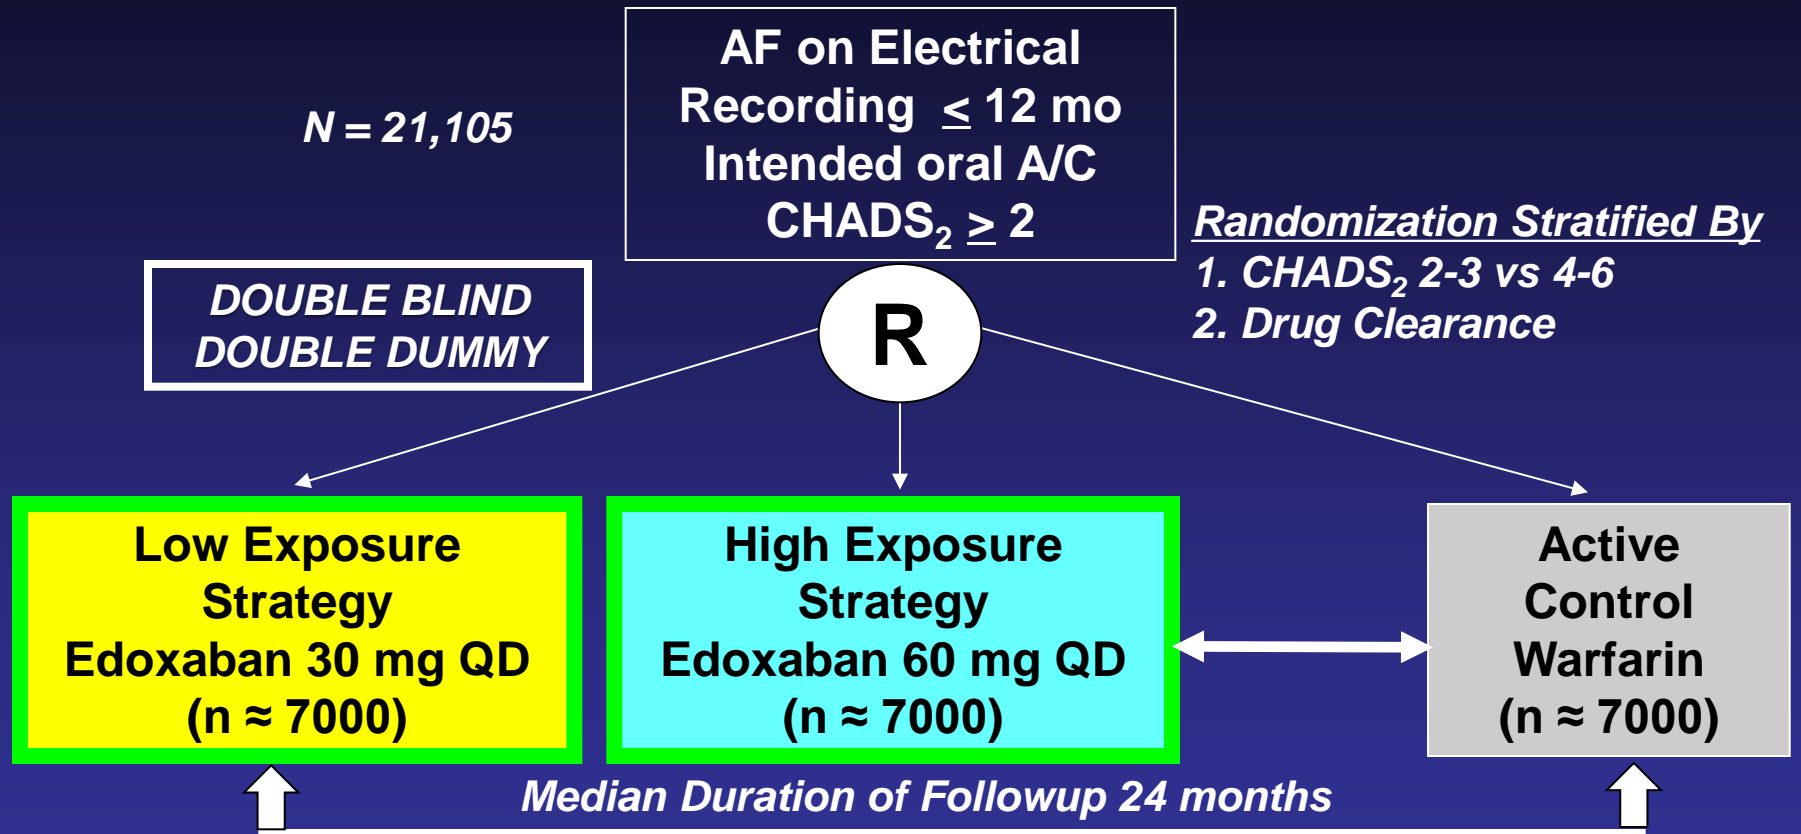 N = 21,105
AF on Electrical
Recording ≤ 12 mo
Intended oral A/C
CHADS₂ ≥ 2
Randomization Stratified By
1. CHADS₂ 2-3 vs 4-6
2. Drug Clearance
DOUBLE BLIND
DOUBLE DUMMY
R
Low Exposure
Strategy
Edoxaban 30 mg QD
(n ≈ 7000)
High Exposure
Strategy
Edoxaban 60 mg QD
(n ≈ 7000)
Active
Control
Warfarin
(n ≈ 7000)
Median Duration of Followup 24 months